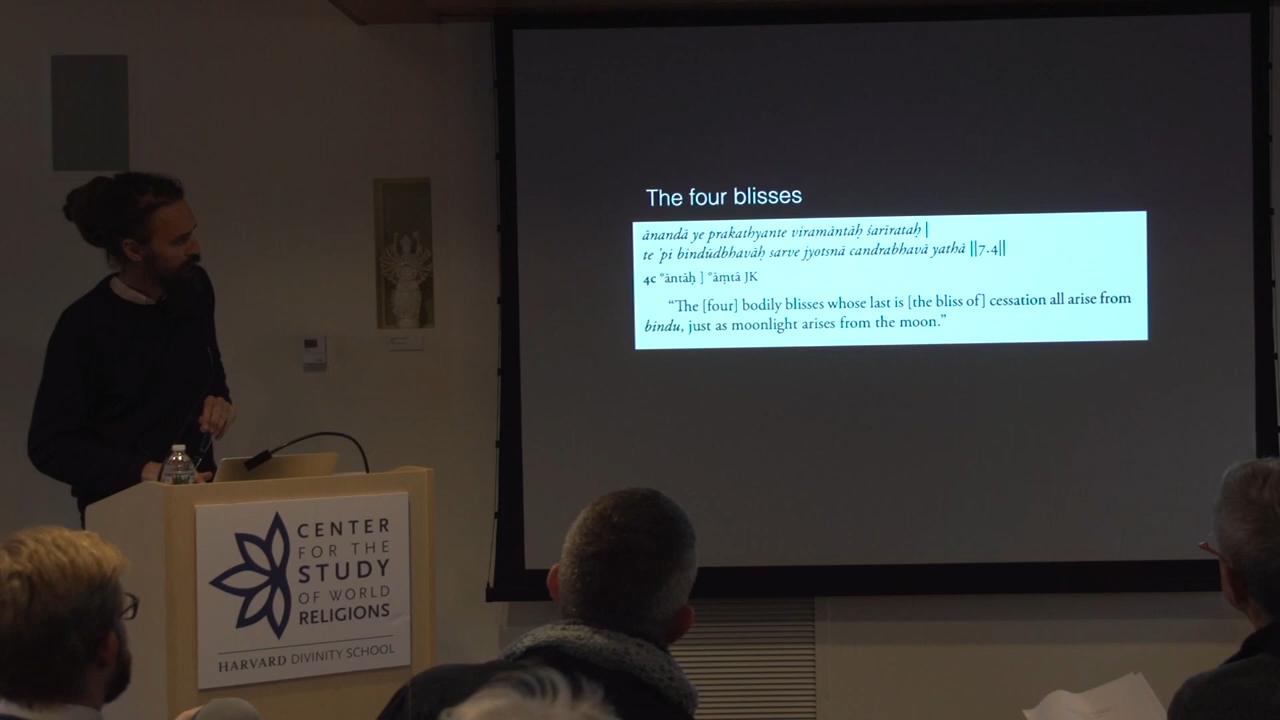 The four blisses
ānandā ye prakathyante viramāntāḥ śarīrataḥ |
te 'pi bindūdbhavāḥ sarve jyotsnā candrabhavā yathā ||7.4||
4c °āntāḥ ] °āṃtā JK
“The [four] bodily blisses whose last is [the bliss of] cessation all arise from
bindu, just as moonlight arises from the moon.”
CENTER
FOR THE
STUDY
OF WORLD
RELIGIONS
HARVARD DIVINITY SCHOOL